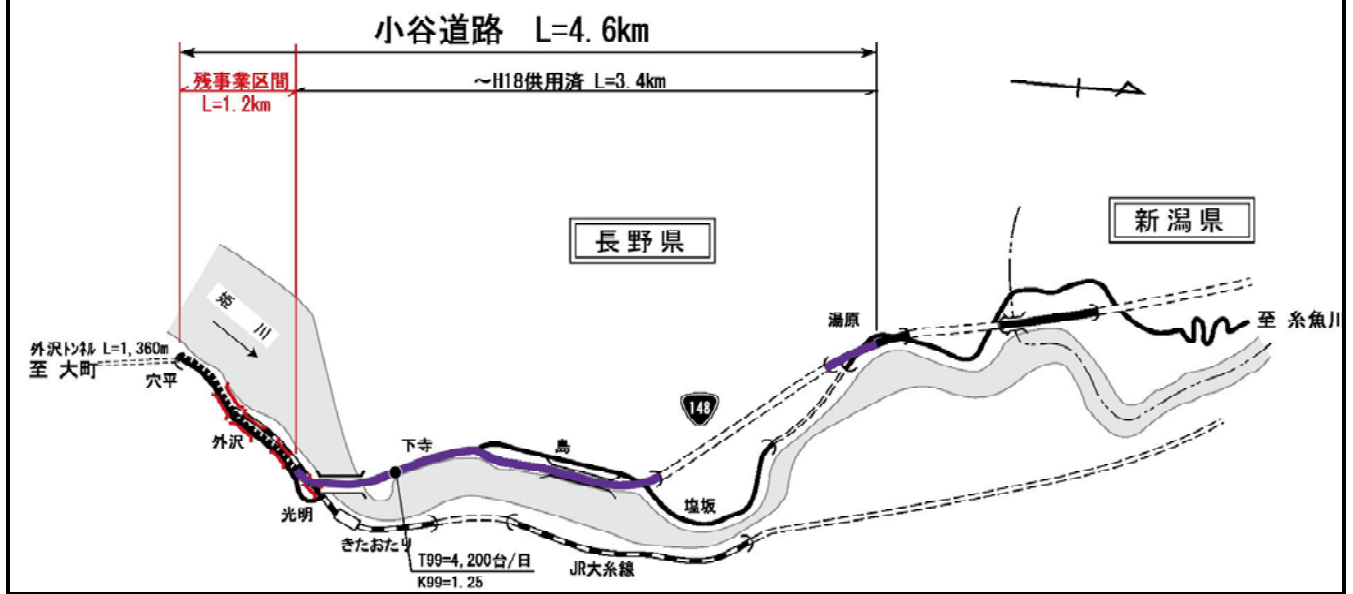 小谷道路 L=4.6km
残事業区間
L=1.2km
~H18供用済 L=3.4km
長野県
新潟県
姫川
湯原
至 糸魚川
外沢トンネル L=1,360m
至 大町
穴平
148
外沢
下寺
島
光明
塩坂
きたおたり
T99=4,200台/日
K99=1.25
JR大糸線